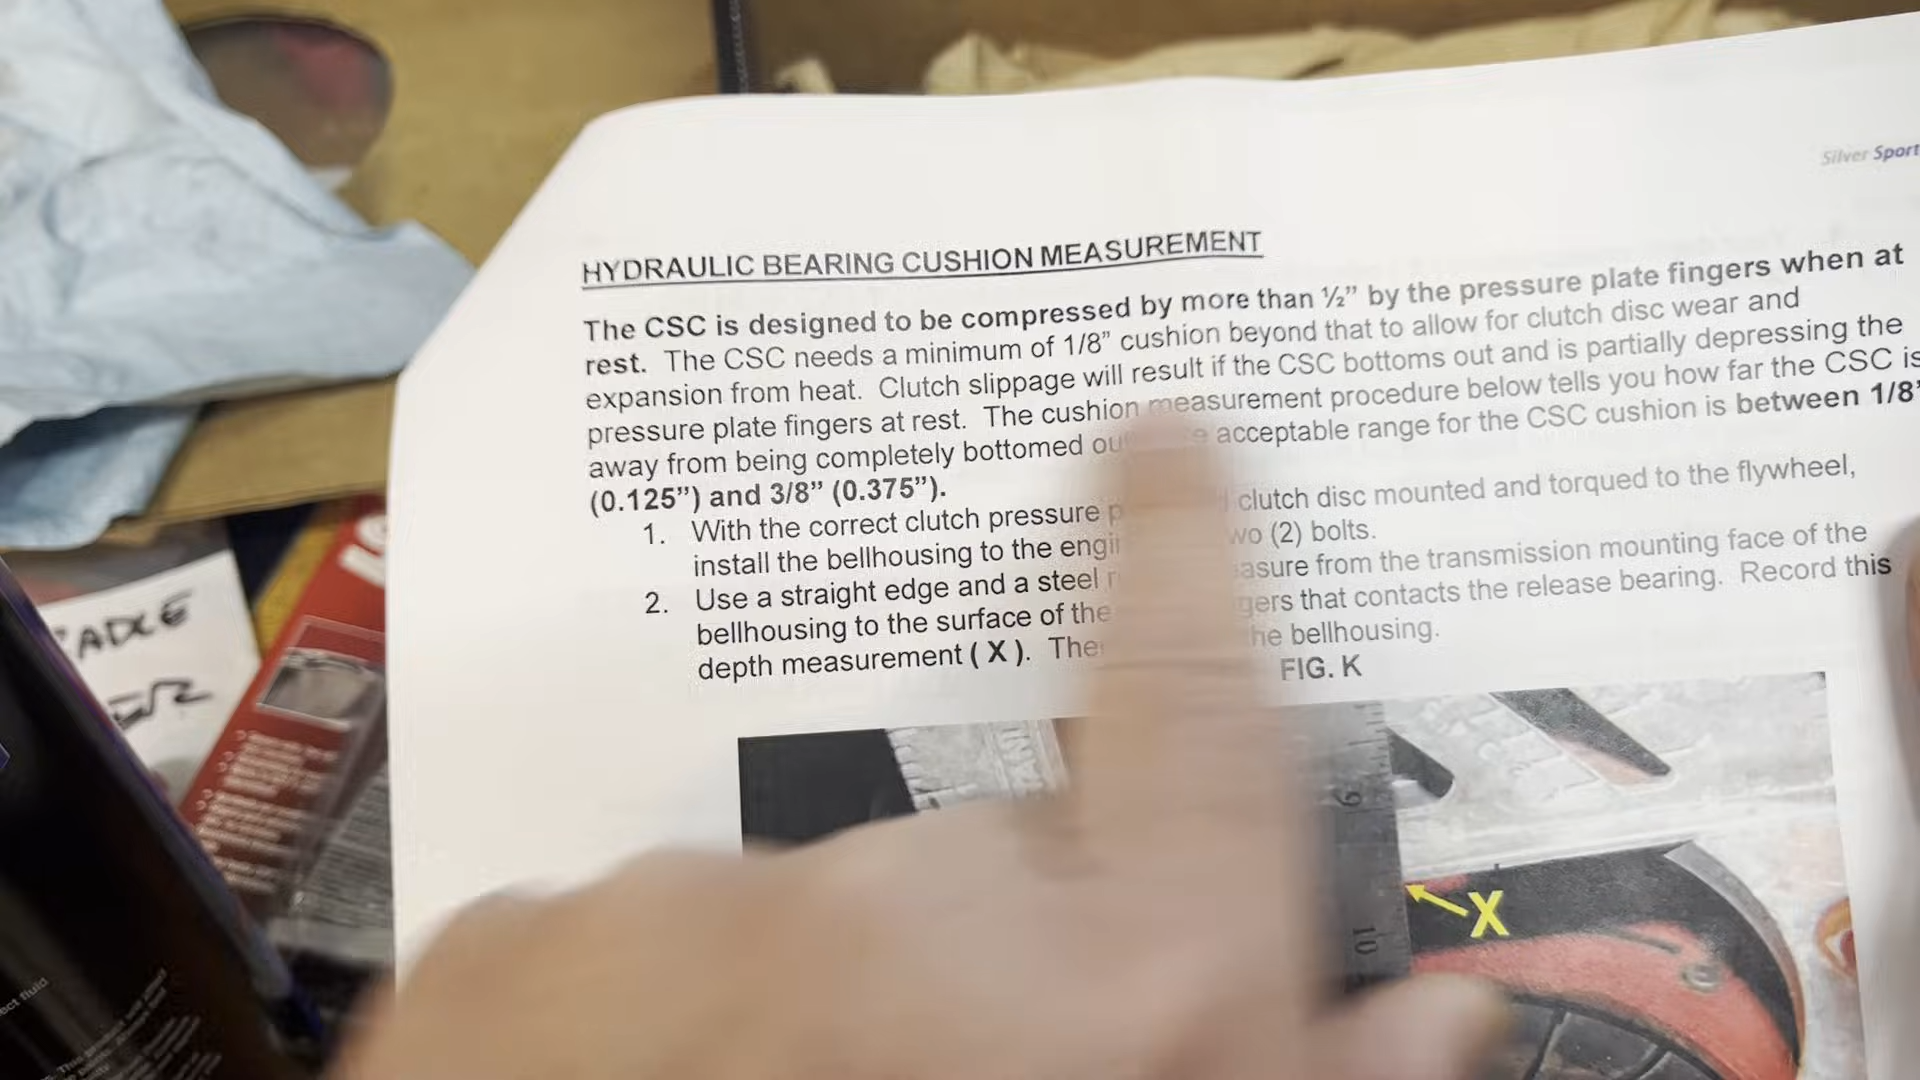 Silver Sport
HYDRAULIC BEARING CUSHION MEASUREMENT
The CSC is designed to be compressed by more than ½” by the pressure plate fingers when at
rest. The CSC needs a minimum of 1/8” cushion beyond that to allow for clutch disc wear and
expansion from heat. Clutch slippage will result if the CSC bottoms out and is partially depressing the
pressure plate fingers at rest. The cushion measurement procedure below tells you how far the CSC is
away from being completely bottomed acceptable range for the CSC cushion is between 1/8”
(0.125”) and 3/8” (0.375”).
1. With the correct clutch pressure clutch disc mounted and torqued to the flywheel,
install the bellhousing to the (2) bolts.
2. Use a straight edge and a steel from the transmission mounting face of the
bellhousing to the surface of the that contacts the release bearing. Record this
depth measurement ( X ). bellhousing.
FIG. K
9
10
X